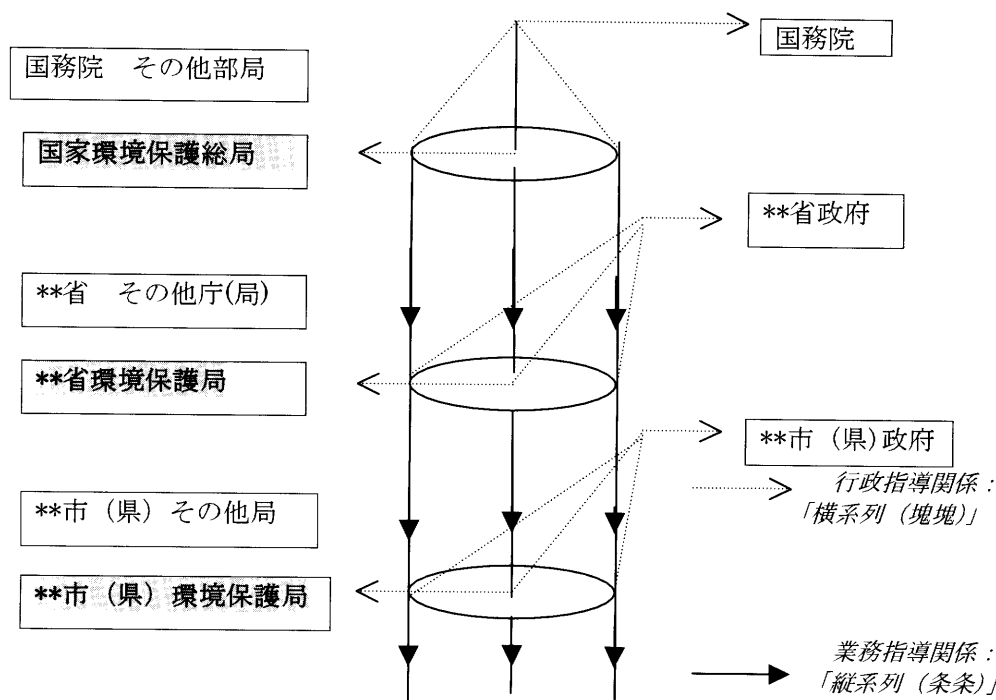 国務院
国務院　その他部局
国家環境保護総局
**省政府
**省　その他庁(局)
**省環境保護局
**市（県)政府
行政指導関係：
「横系列（塊塊)」
**市（県）その他局
**市（県）環境保護局
業務指導関係：
「縦系列（条条)」